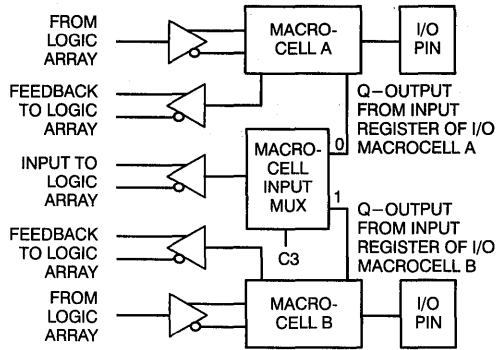 FROM
LOGIC
ARRAY
MACRO-
CELL A
I/O
PIN
FEEDBACK
TO LOGIC
ARRAY
Q-OUTPUT
FROM INPUT
REGISTER OF I/O
MACROCELL A
0
INPUT TO
LOGIC
ARRAY
MACRO-
CELL
INPUT
MUX
1
C3
Q-OUTPUT
FROM INPUT
REGISTER OF I/O
MACROCELL B
FEEDBACK
TO LOGIC
ARRAY
FROM
LOGIC
ARRAY
MACRO-
CELL B
I/O
PIN